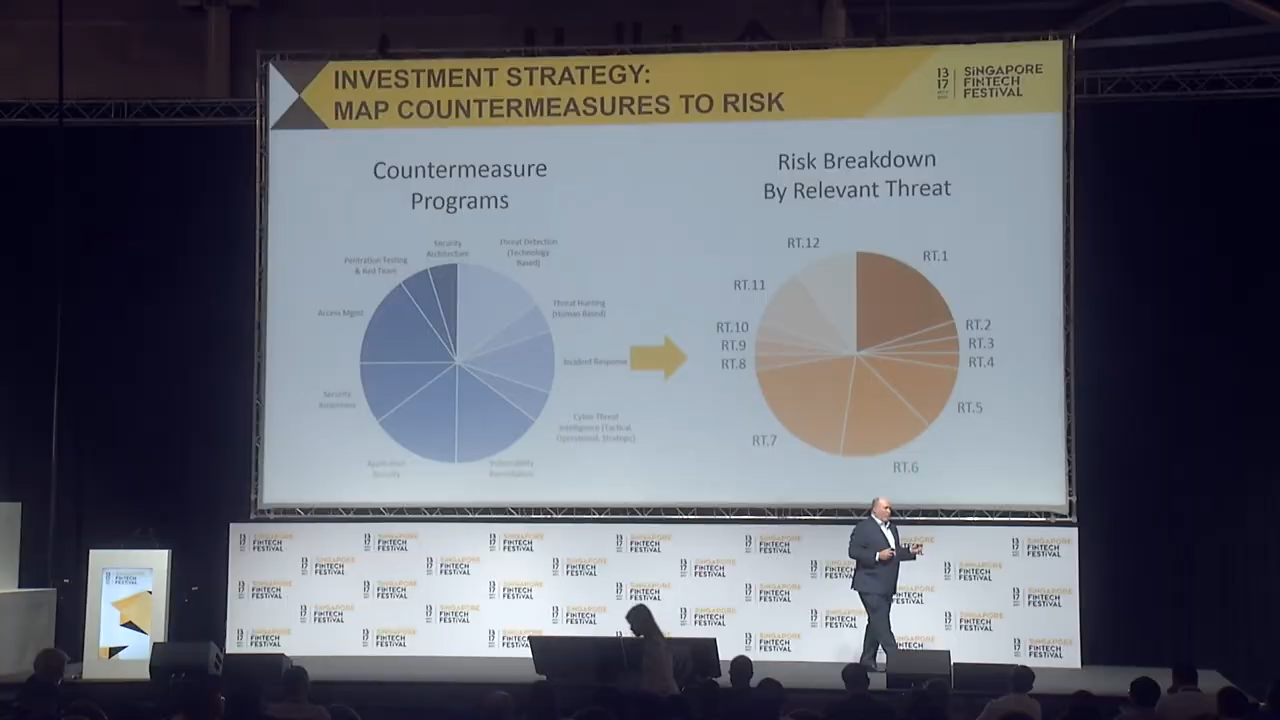 INVESTMENT STRATEGY:
MAP COUNTERMEASURES TO RISK
13
17
SiNGAPORE
FiNTECH
FESTiVAL
Countermeasure
Programs
Security
Architecture
Threat Detection
(Technology
Based)
Threat Hunting
(Human Based)
Incident Response
Cyber Threat
Intelligence (Tactical,
Operational, Strategic)
Vulnerability
Application
Security
Security
Awareness
Access Mgmt
& Red Team
Risk Breakdown
By Relevant Threat
RT.12
RT.1
RT.11
RT.2
RT.10
RT.3
RT.9
RT.4
RT.8
RT.5
RT.7
RT.6
13
17
SiNGAPORE
FiNTECH
FESTiVAL